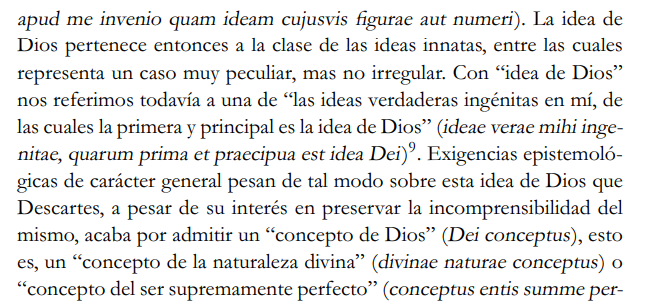 apud me invenio quam ideam cujusvis figurae aut numeri). La idea de
Dios pertenece entonces a la clase de las ideas innatas, entre las cuales
representa un caso muy peculiar, mas no irregular. Con “idea de Dios”
nos referimos todavía a una de “las ideas verdaderas ingénitas en mí, de
las cuales la primera y principal es la idea de Dios” (ideae verae mihi inge-
nitae, quarum prima et praecipua est idea Dei)⁹. Exigencias epistemoló-
gicas de carácter general pesan de tal modo sobre esta idea de Dios que
Descartes, a pesar de su interés en preservar la incomprensibilidad del
mismo, acaba por admitir un “concepto de Dios” (Dei conceptus), esto
es, un “concepto de la naturaleza divina” (divinae naturae conceptus) o
“concepto del ser supremamente perfecto” (conceptus entis summe per-